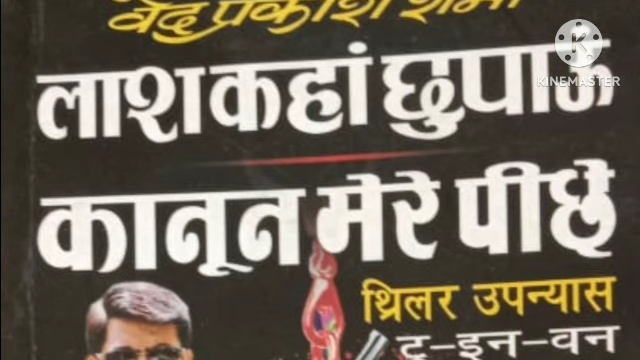 वेद प्रकाश शर्मा
KINEMASTER
लाश कहां छुपाऊं
कानून मेरे पीछे
थ्रिलर उपन्यास
टू-इन-वन